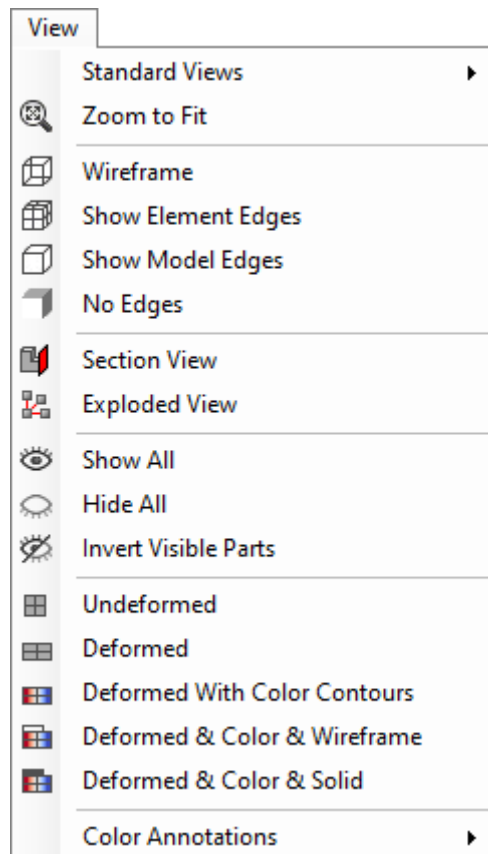 View
Standard Views
Zoom to Fit
Wireframe
Show Element Edges
Show Model Edges
No Edges
Section View
Exploded View
Show All
Hide All
Invert Visible Parts
Undeformed
Deformed
Deformed With Color Contours
Deformed & Color & Wireframe
Deformed & Color & Solid
Color Annotations